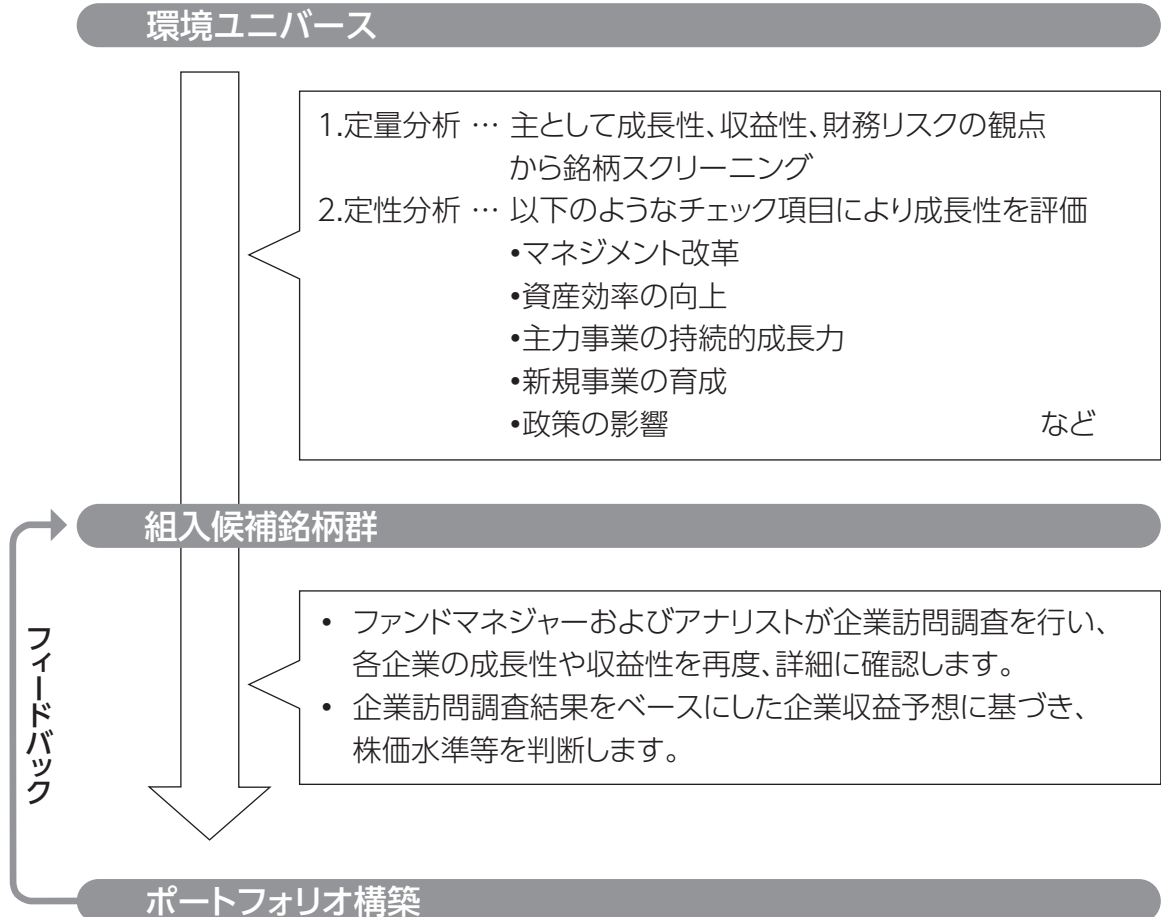 環境ユニバース
1.定量分析 … 主として成長性、収益性、財務リスクの観点
から銘柄スクリーニング
2.定性分析 … 以下のようなチェック項目により成長性を評価
•マネジメント改革
•資産効率の向上
•主力事業の持続的成長力
•新規事業の育成
•政策の影響 など
組入候補銘柄群
• ファンドマネジャーおよびアナリストが企業訪問調査を行い、
各企業の成長性や収益性を再度、詳細に確認します。
• 企業訪問調査結果をベースにした企業収益予想に基づき、
株価水準等を判断します。
フィードバック
ポートフォリオ構築